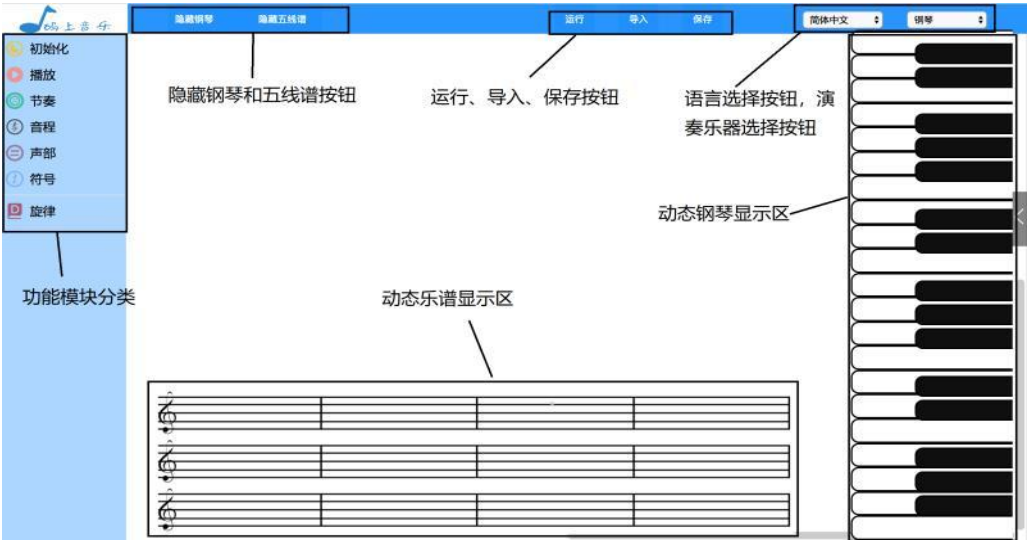 码上音乐
隐藏钢琴 隐藏五线谱 运行 导入 保存 简体中文 钢琴
初始化
播放
节奏
音程
声部
符号
旋律
隐藏钢琴和五线谱按钮
运行、导入、保存按钮
语言选择按钮，演
奏乐器选择按钮
动态钢琴显示区
功能模块分类
动态乐谱显示区